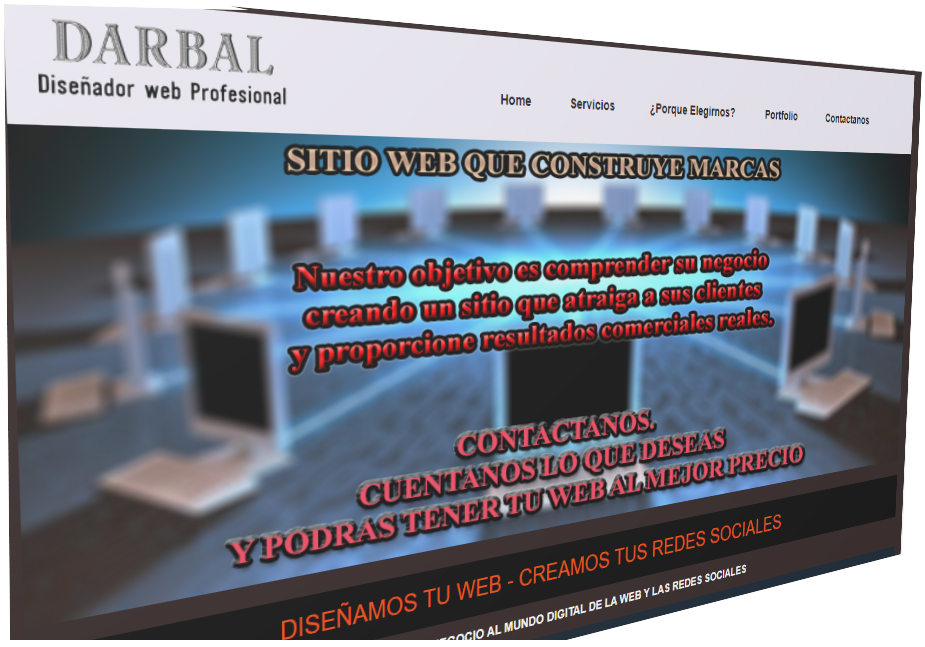 DARBAL
Diseñador web Profesional
Home Servicios ¿Porque Elegirnos? Portfolio Contactanos
SITIO WEB QUE CONSTRUYE MARCAS
Nuestro objetivo es comprender su negocio
creando un sitio que atraiga a sus clientes
y proporcione resultados comerciales reales.
CONTÁCTANOS.
CUENTANOS LO QUE DESEAS
Y PODRAS TENER TU WEB AL MEJOR PRECIO
DISEÑAMOS TU WEB - CREAMOS TUS REDES SOCIALES
AL MUNDO DIGITAL DE LA WEB Y LAS REDES SOCIALES